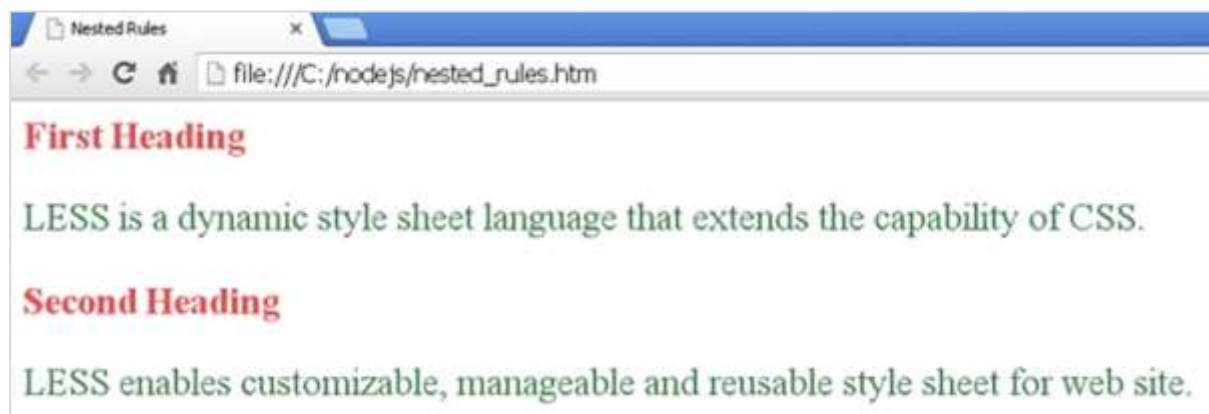 Nested Rules
file:///C:/nodejs/nested_rules.htm
First Heading
LESS is a dynamic style sheet language that extends the capability of CSS.
Second Heading
LESS enables customizable, manageable and reusable style sheet for web site.